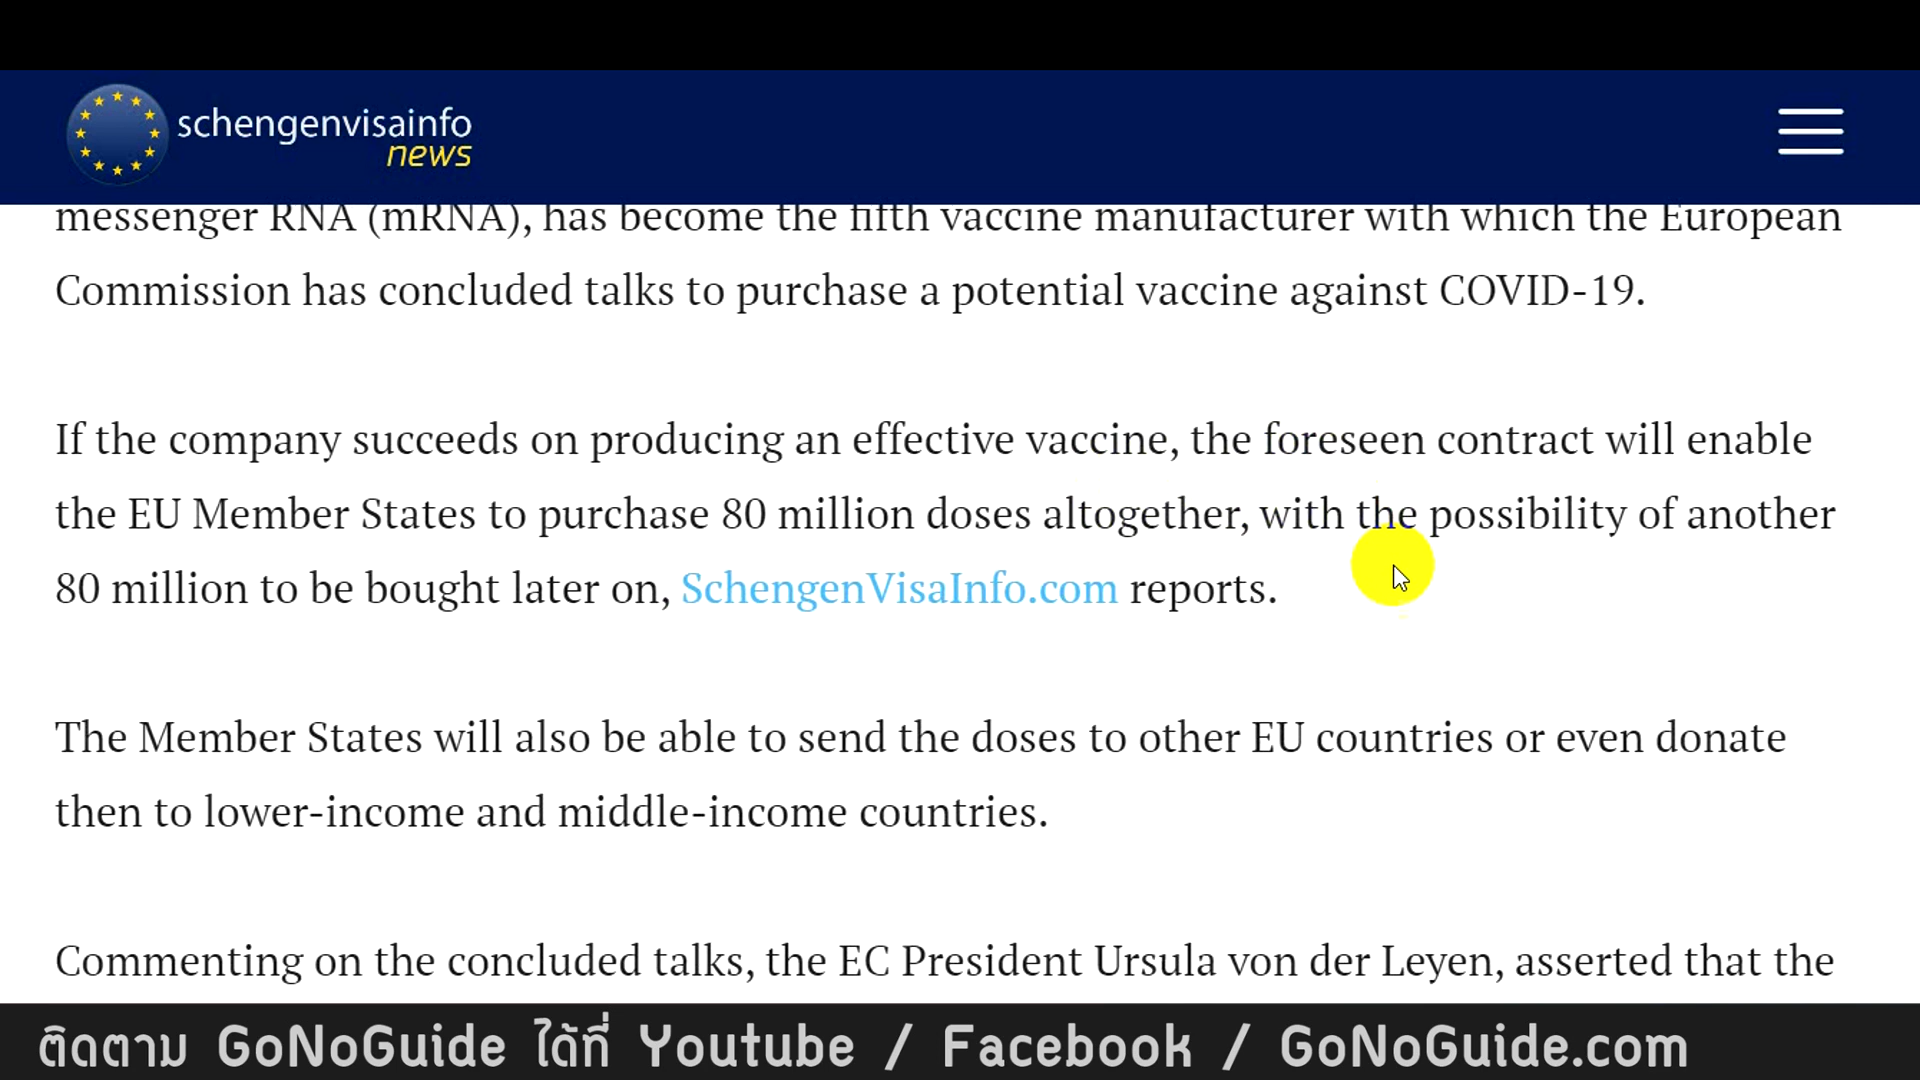 schengenvisainfo
news
messenger RNA (mRNA), has become the fifth vaccine manufacturer with which the European
Commission has concluded talks to purchase a potential vaccine against COVID-19.
If the company succeeds on producing an effective vaccine, the foreseen contract will enable
the EU Member States to purchase 80 million doses altogether, with the possibility of another
80 million to be bought later on, SchengenVisaInfo.com reports.
The Member States will also be able to send the doses to other EU countries or even donate
then to lower-income and middle-income countries.
Commenting on the concluded talks, the EC President Ursula von der Leyen, asserted that the
ติดตาม GoNoGuide ได้ที่ Youtube / Facebook / GoNoGuide.com